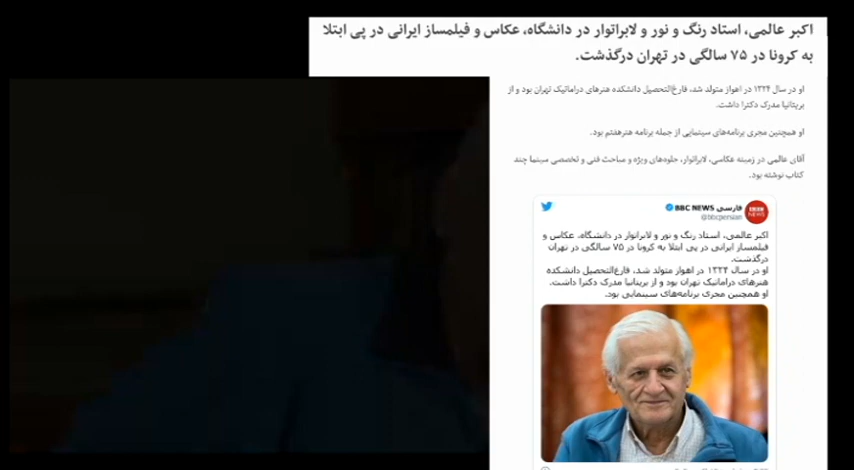 اکبر عالمی، استاد رنگ و نور و لابراتوار در دانشگاه، عکاس و فیلمساز ایرانی در پی ابتلا
به کرونا در ۷۵ سالگی در تهران درگذشت.
او در سال ۱۳۲۴ در اهواز متولد شد، فارغ‌التحصیل دانشکده هنرهای دراماتیک تهران بود و از
بریتانیا مدرک دکترا داشت.
او همچنین مجری برنامه‌های سینمایی از جمله برنامه هنرهفتم بود.
آقای عالمی در زمینه عکاسی، لابراتوار، جلوه‌های ویژه و مباحث فنی و تخصصی سینما چند
کتاب نوشته بود.
BBC NEWS فارسی
@bbcpersian
BBC
NEWS
اکبر عالمی، استاد رنگ و نور و لابراتوار در دانشگاه، عکاس و
فیلمساز ایرانی در پی ابتلا به کرونا در ۷۵ سالگی در تهران
درگذشت.
او در سال ۱۳۲۴ در اهواز متولد شد، فارغ‌التحصیل دانشکده
هنرهای دراماتیک تهران بود و از بریتانیا مدرک دکترا داشت.
او همچنین مجری برنامه‌های سینمایی بود.